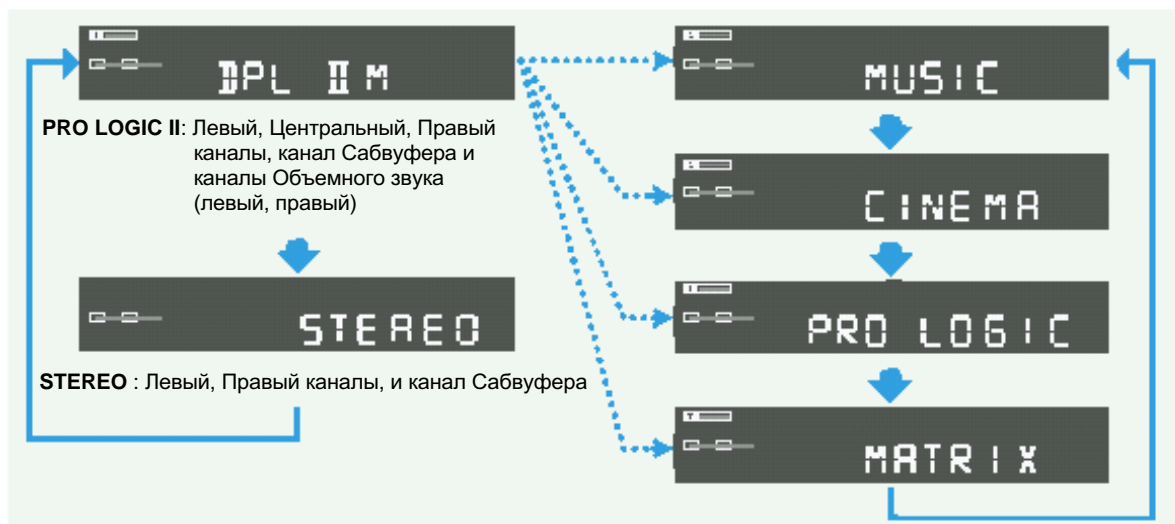 DPL II M
PRO LOGIC II: Левый, Центральный, Правый
каналы, канал Сабвуфера и
каналы Объемного звука
(левый, правый)
STEREO
STEREO : Левый, Правый каналы, и канал Сабвуфера
MUSIC
CINEMA
PRO LOGIC
MATRIX